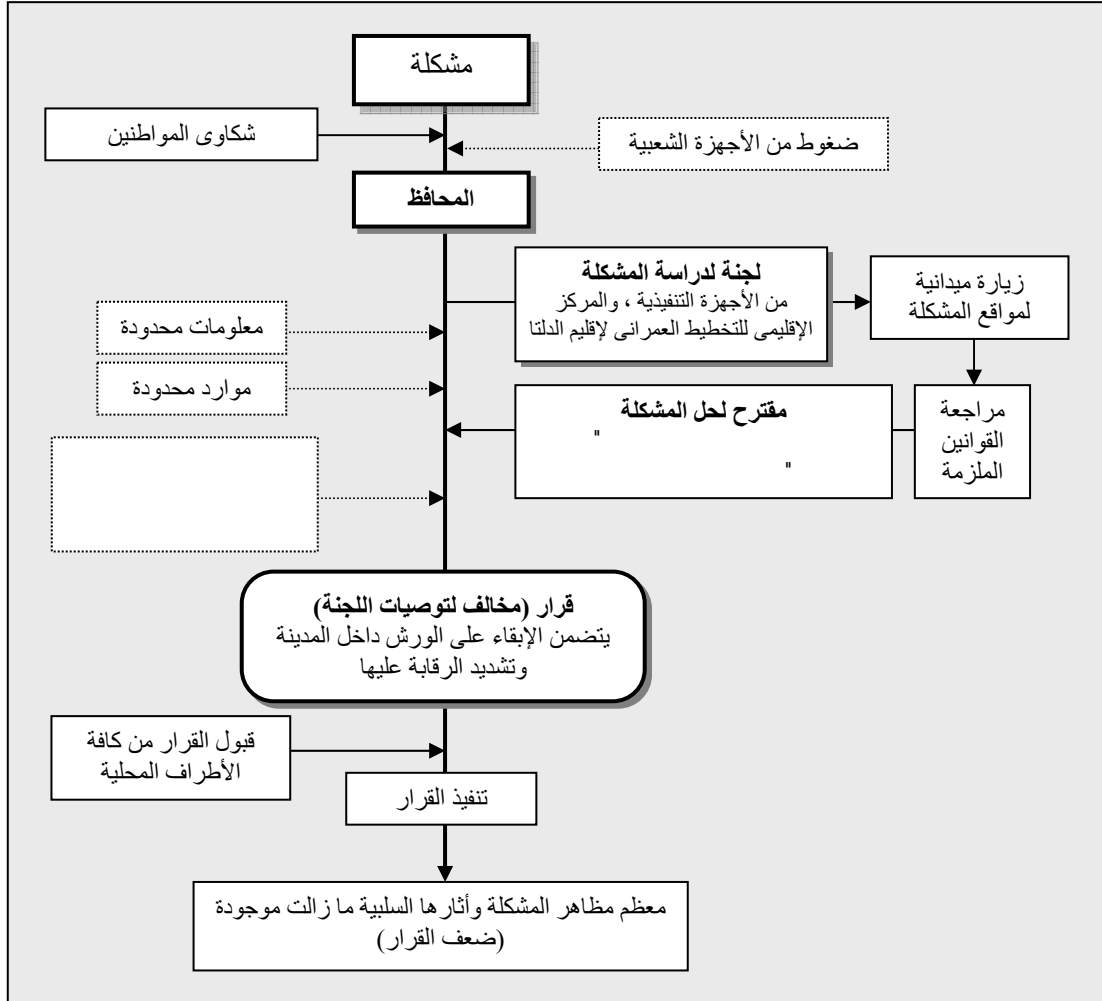 مشكلة
شكاوى المواطنين
ضغوط من الأجهزة الشعبية
المحافظ
لجنة لدراسة المشكلة
من الأجهزة التنفيذية ، والمركز
الإقليمى للتخطيط العمرانى لإقليم الدلتا
زيارة ميدانية
لمواقع المشكلة
معلومات محدودة
موارد محدودة
مقترح لحل المشكلة
"
"
مراجعة
القوانين
الملزمة
قرار (مخالف لتوصيات اللجنة)
يتضمن الإبقاء على الورش داخل المدينة
وتشديد الرقابة عليها
قبول القرار من كافة
الأطراف المحلية
تنفيذ القرار
معظم مظاهر المشكلة وأثارها السلبية ما زالت موجودة
(ضعف القرار)